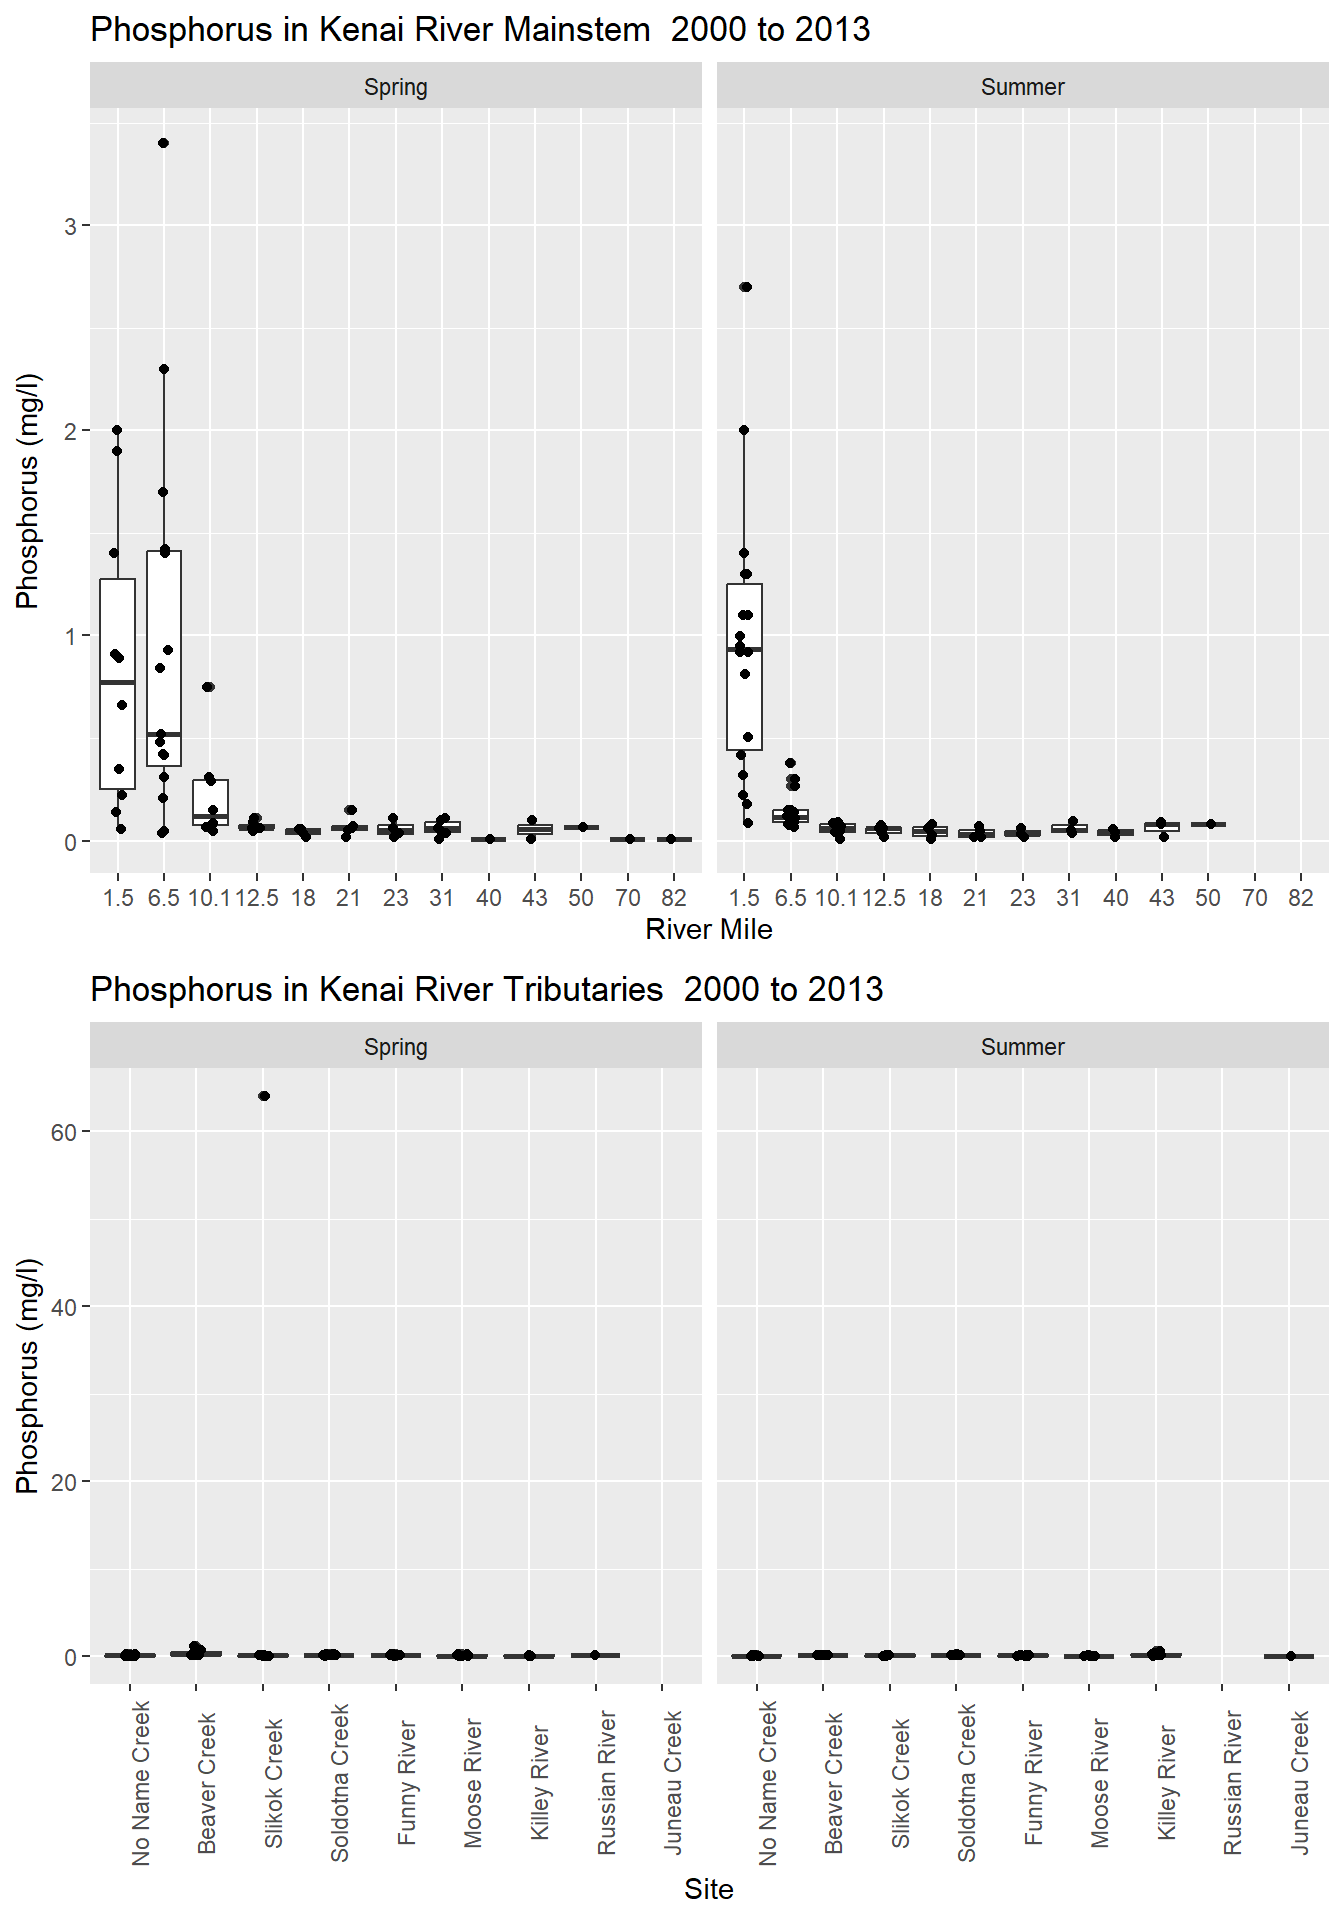 Phosphorus in Kenai River Mainstem  2000 to 2013
Spring
Summer
Phosphorus (mg/l)
3
2
1
0
1.5 6.5 10.1 12.5 18 21 23 31 40 43 50 70 82
1.5 6.5 10.1 12.5 18 21 23 31 40 43 50 70 82
River Mile
Phosphorus in Kenai River Tributaries  2000 to 2013
Spring
Summer
Phosphorus (mg/l)
60
40
20
0
No Name Creek
Beaver Creek
Slikok Creek
Soldotna Creek
Funny River
Moose River
Killey River
Russian River
Juneau Creek
No Name Creek
Beaver Creek
Slikok Creek
Soldotna Creek
Funny River
Moose River
Killey River
Russian River
Juneau Creek
Site